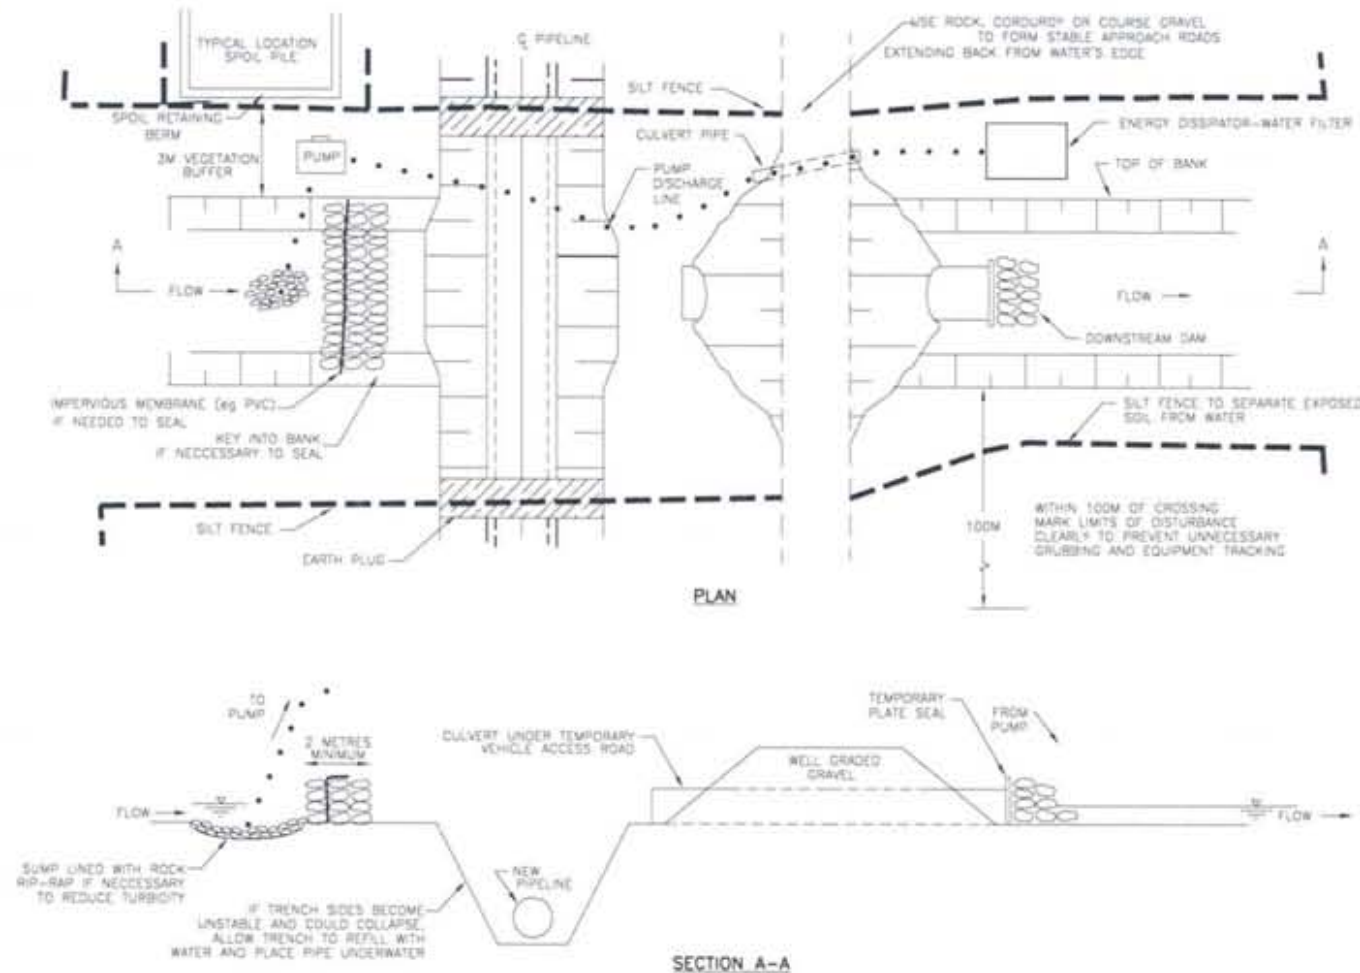 TYPICAL LOCATION
SPOIL PILE
℄ PIPELINE
USE ROCK, CORDUROY OR COURSE GRAVEL
TO FORM STABLE APPROACH ROADS
EXTENDING BACK FROM WATER'S EDGE
SILT FENCE
SPOIL RETAINING
BERM
CULVERT PIPE
ENERGY DISSIPATOR-WATER FILTER
3M VEGETATION
BUFFER
PUMP
PUMP
DISCHARGE
LINE
TOP OF BANK
A
A
FLOW
FLOW
DOWNSTREAM DAM
IMPERVIOUS MEMBRANE (eg PVC)
IF NEEDED TO SEAL
KEY INTO BANK
IF NECCESSARY TO SEAL
SILT FENCE TO SEPARATE EXPOSED
SOIL FROM WATER
SILT FENCE
EARTH PLUG
100M
WITHIN 100M OF CROSSING
MARK LIMITS OF DISTURBANCE
CLEARLY TO PREVENT UNNECESSARY
GRUBBING AND EQUIPMENT TRACKING
PLAN
TO
PUMP
2 METRES
MINIMUM
CULVERT UNDER TEMPORARY
VEHICLE ACCESS ROAD
TEMPORARY
PLATE SEAL
FROM
PUMP
WELL GRADED
GRAVEL
FLOW
FLOW
SUMP LINED WITH ROCK
RIP-RAP IF NECCESSARY
TO REDUCE TURBIDITY
NEW
PIPELINE
IF TRENCH SIDES BECOME
UNSTABLE AND COULD COLLAPSE,
ALLOW TRENCH TO REFILL WITH
WATER AND PLACE PIPE UNDERWATER
SECTION A-A